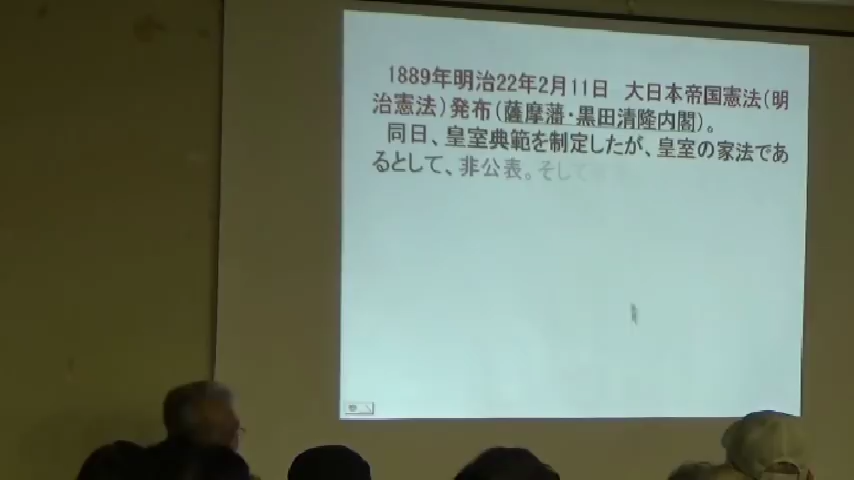 1889年明治22年2月11日　大日本帝国憲法(明
治憲法)発布(薩摩藩・黒田清隆内閣)。
同日、皇室典範を制定したが、皇室の家法であ
るとして、非公表。そして